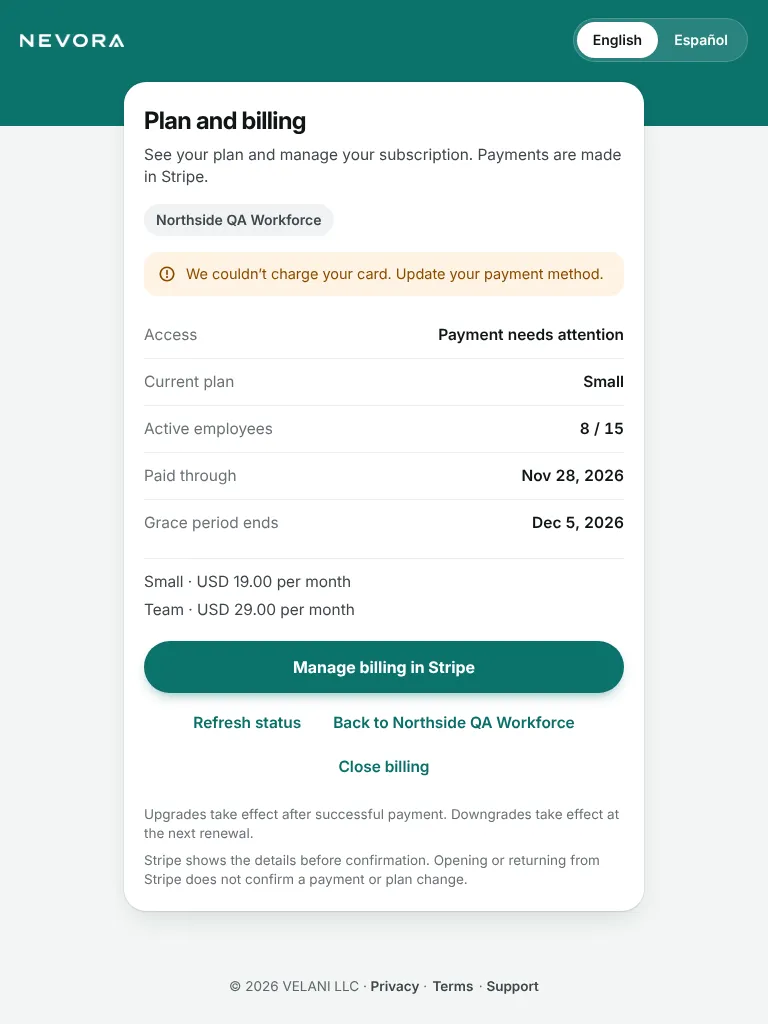 NEVORA
English
Español
Plan and billing
See your plan and manage your subscription. Payments are made
in Stripe.
Northside QA Workforce
We couldn’t charge your card. Update your payment method.
Access
Payment needs attention
Current plan
Small
Active employees
8 / 15
Paid through
Nov 28, 2026
Grace period ends
Dec 5, 2026
Small · USD 19.00 per month
Team · USD 29.00 per month
Manage billing in Stripe
Refresh status
Back to Northside QA Workforce
Close billing
Upgrades take effect after successful payment. Downgrades take effect at
the next renewal.
Stripe shows the details before confirmation. Opening or returning from
Stripe does not confirm a payment or plan change.
© 2026 VELANI LLC · Privacy · Terms · Support